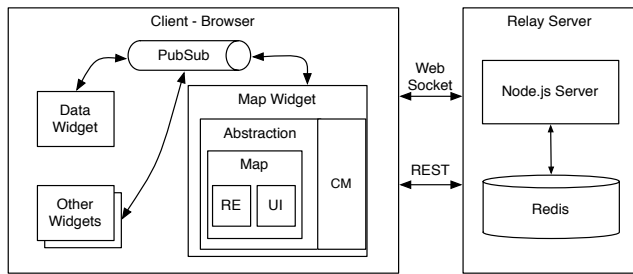 Client - Browser
PubSub
Data
Widget
Other
Widgets
Map Widget
Abstraction
Map
RE
UI
CM
Web
Socket
REST
Relay Server
Node.js Server
Redis